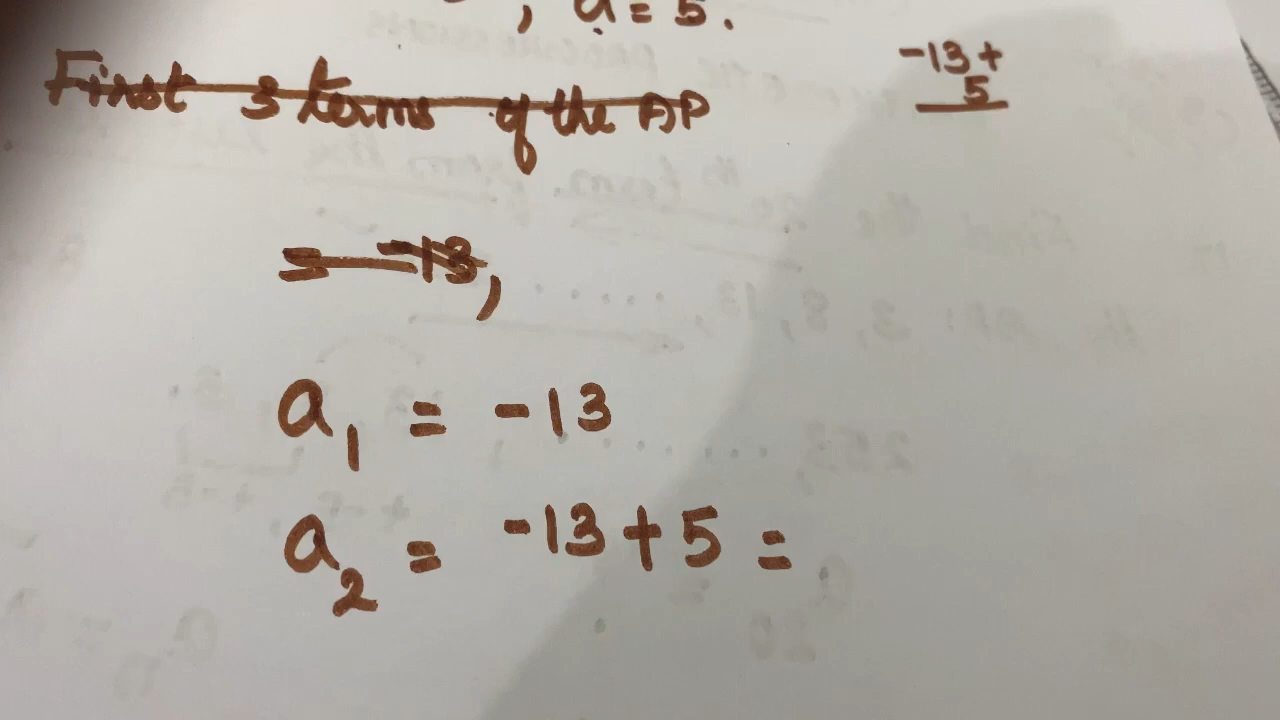 , d = 5.
First 3 terms of the AP
-13 +
5
= -13,
a₁ = -13
a₂ = -13 + 5 =